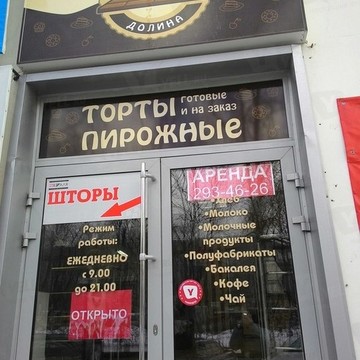 ДОЛИНА
ТОРТЫ готовые и на заказ
ПИРОЖНЫЕ
ШТОРЫ
Режим
работы:
ЕЖЕДНЕВНО
с 9.00
до 21.00
ОТКРЫТО
АРЕНДА
293-46-26
•Хлеб
•Молоко
•Молочные
продукты
•Полуфабрикаты
•Бакалея
•Кофе
•Чай